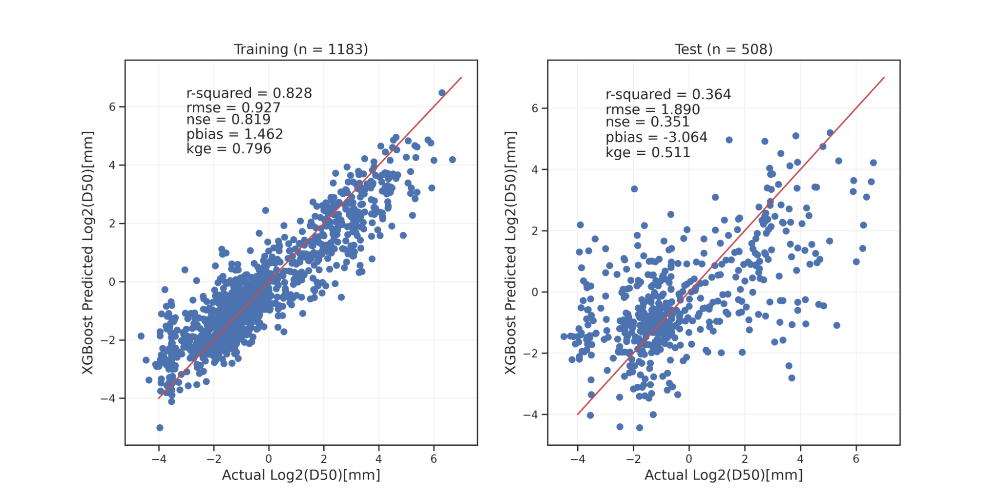 Training (n = 1183)
r-squared = 0.828
rmse = 0.927
nse = 0.819
pbias = 1.462
kge = 0.796
6
4
2
0
−2
−4
XGBoost Predicted Log2(D50)[mm]
−4 −2 0 2 4 6
Actual Log2(D50)[mm]
Test (n = 508)
r-squared = 0.364
rmse = 1.890
nse = 0.351
pbias = -3.064
kge = 0.511
6
4
2
0
−2
−4
XGBoost Predicted Log2(D50)[mm]
−4 −2 0 2 4 6
Actual Log2(D50)[mm]